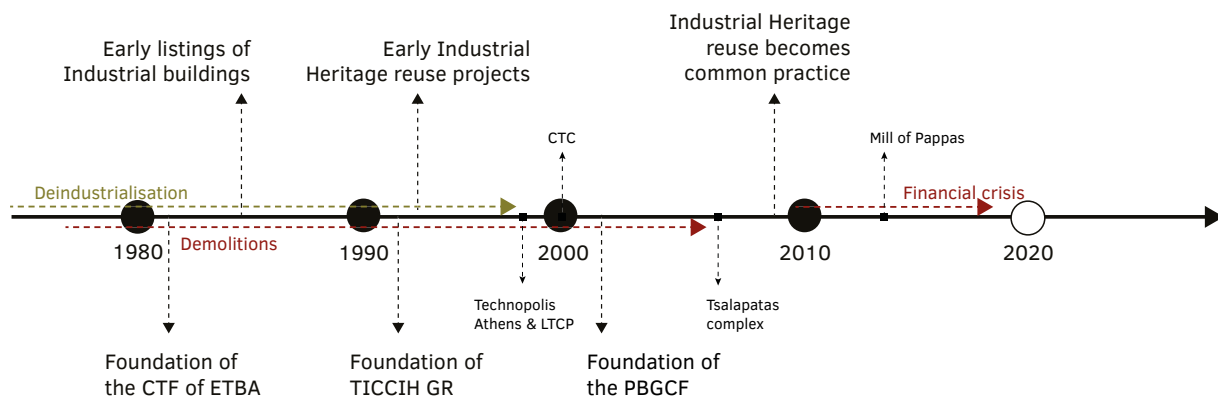 Early listings of
Industrial buildings
Early Industrial
Heritage reuse projects
Industrial Heritage
reuse becomes
common practice
CTC
Mill of Pappas
Deindustrialisation
Financial crisis
Demolitions
1980
1990
2000
2010
2020
Technopolis
Athens & LTCP
Tsalapatas
complex
Foundation of
the CTF of ETBA
Foundation of
TICCIH GR
Foundation of
the PBGCF